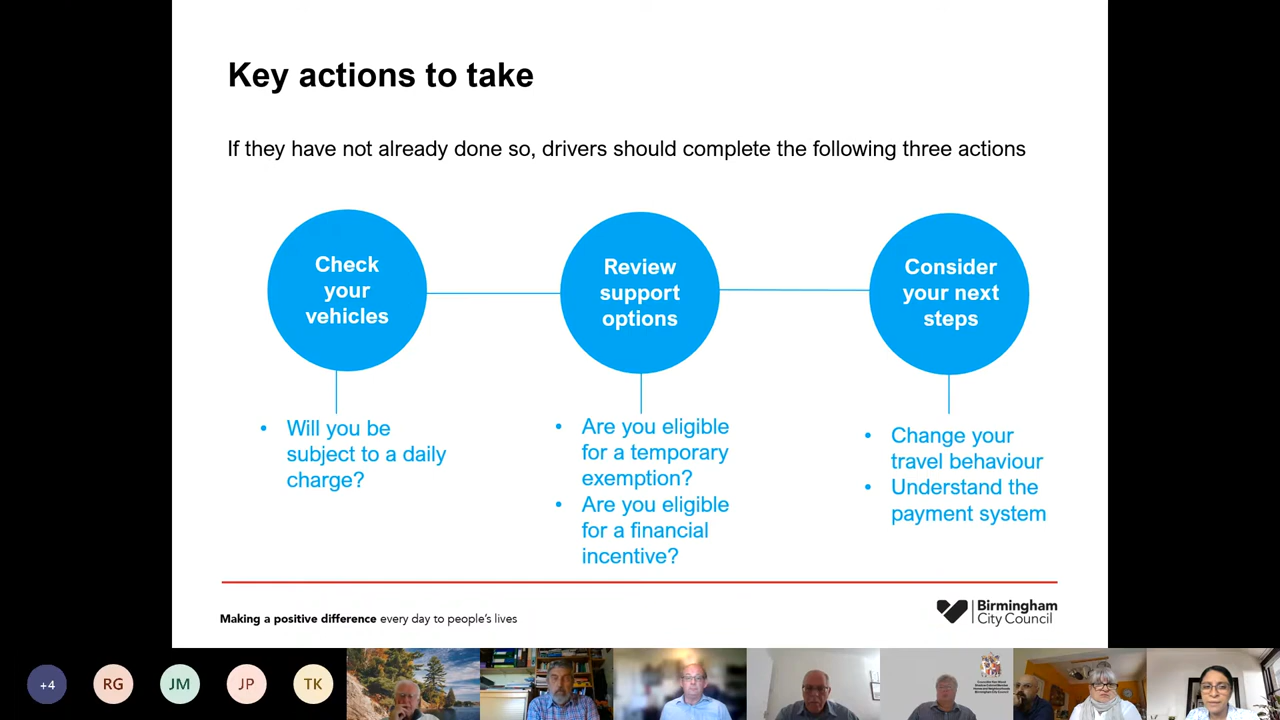 Key actions to take
If they have not already done so, drivers should complete the following three actions
Check
your
vehicles
Review
support
options
Consider
your next
steps
• Will you be
subject to a daily
charge?
• Are you eligible
for a temporary
exemption?
• Are you eligible
for a financial
incentive?
• Change your
travel behaviour
• Understand the
payment system
Making a positive difference every day to people's lives
Birmingham
City Council
+4
RG
JM
JP
TK